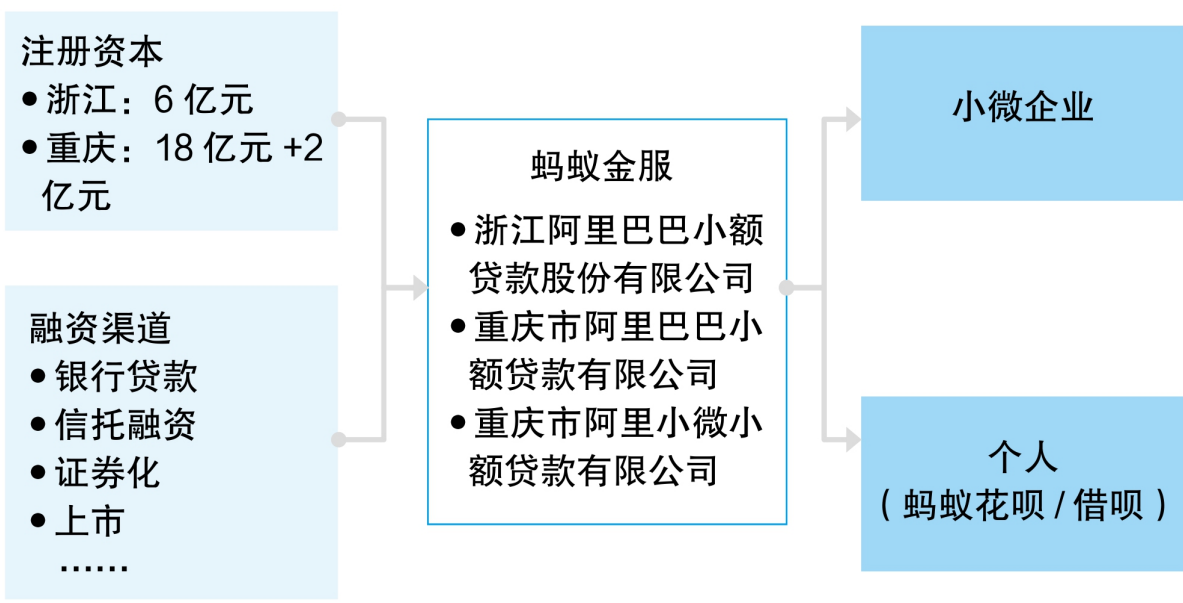 注册资本
• 浙江：6 亿元
• 重庆：18 亿元 +2
亿元
融资渠道
• 银行贷款
• 信托融资
• 证券化
• 上市
……
蚂蚁金服
• 浙江阿里巴巴小额
贷款股份有限公司
• 重庆市阿里巴巴小
额贷款有限公司
• 重庆市阿里小微小
额贷款有限公司
小微企业
个人
（蚂蚁花呗 / 借呗）